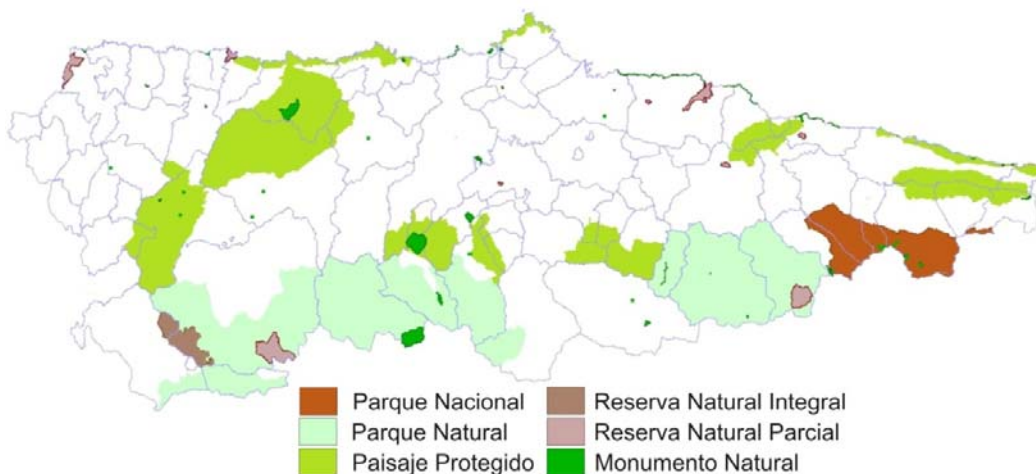 Parque Nacional
Parque Natural
Paisaje Protegido
Reserva Natural Integral
Reserva Natural Parcial
Monumento Natural